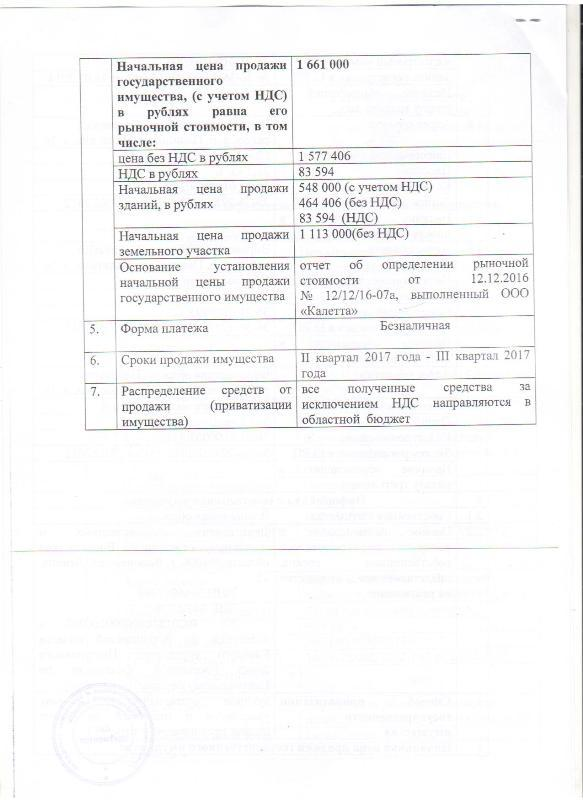 Начальная цена продажи государственного имущества, (с учетом НДС) в рублях равна его рыночной стоимости, в том числе:
1 661 000
цена без НДС в рублях
1 577 406
НДС в рублях
83 594
Начальная цена продажи
зданий, в рублях
548 000 (с учетом НДС)
464 406 (без НДС)
83 594 (НДС)
Начальная цена продажи
земельного участка
1 113 000(без НДС)
Основание установления
начальной цены продажи
государственного имущества
отчет об определении рыночной
стоимости от 12.12.2016
№ 12/12/16-07а, выполненный ООО
«Калетта»
5. Форма платежа
Безналичная
6. Сроки продажи имущества
II квартал 2017 года - III квартал 2017
года
7. Распределение средств от
продажи (приватизации
имущества)
все полученные средства за
исключением НДС направляются в
областной бюджет